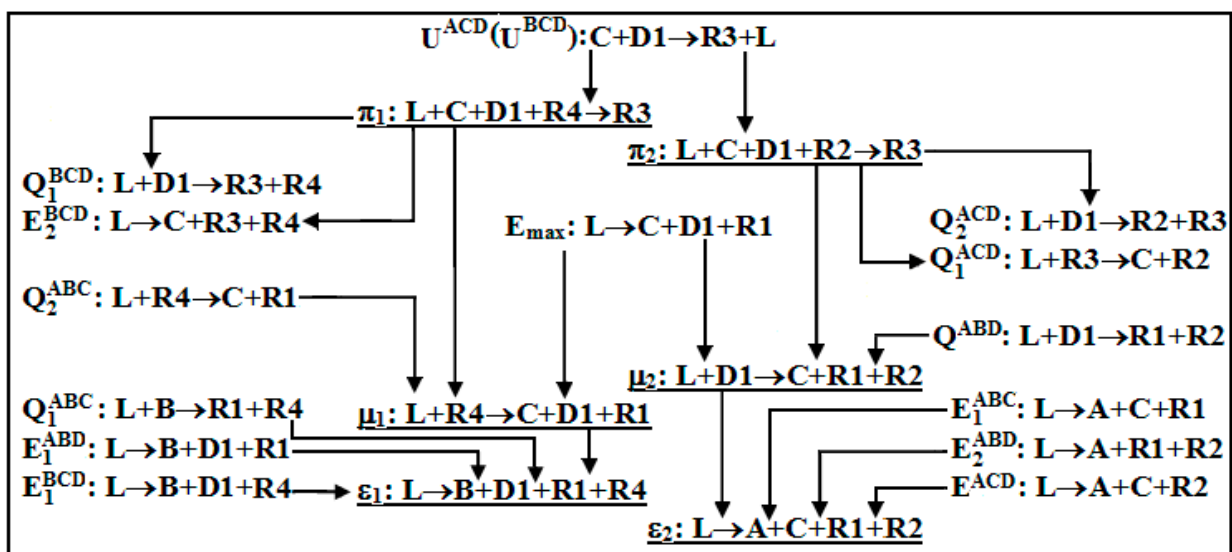 U^ACD(U^BCD):C+D1→R3+L
π₁: L+C+D1+R4→R3
π₂: L+C+D1+R2→R3
Q₁^BCD: L+D1→R3+R4
E₂^BCD: L→C+R3+R4
E_max: L→C+D1+R1
Q₂^ACD: L+D1→R2+R3
Q₁^ACD: L+R3→C+R2
Q₂^ABC: L+R4→C+R1
Q^ABD: L+D1→R1+R2
μ₂: L+D1→C+R1+R2
Q₁^ABC: L+B→R1+R4
μ₁: L+R4→C+D1+R1
E₁^ABC: L→A+C+R1
E₁^ABD: L→B+D1+R1
E₂^ABD: L→A+R1+R2
E₁^BCD: L→B+D1+R4
ε₁: L→B+D1+R1+R4
E^ACD: L→A+C+R2
ε₂: L→A+C+R1+R2